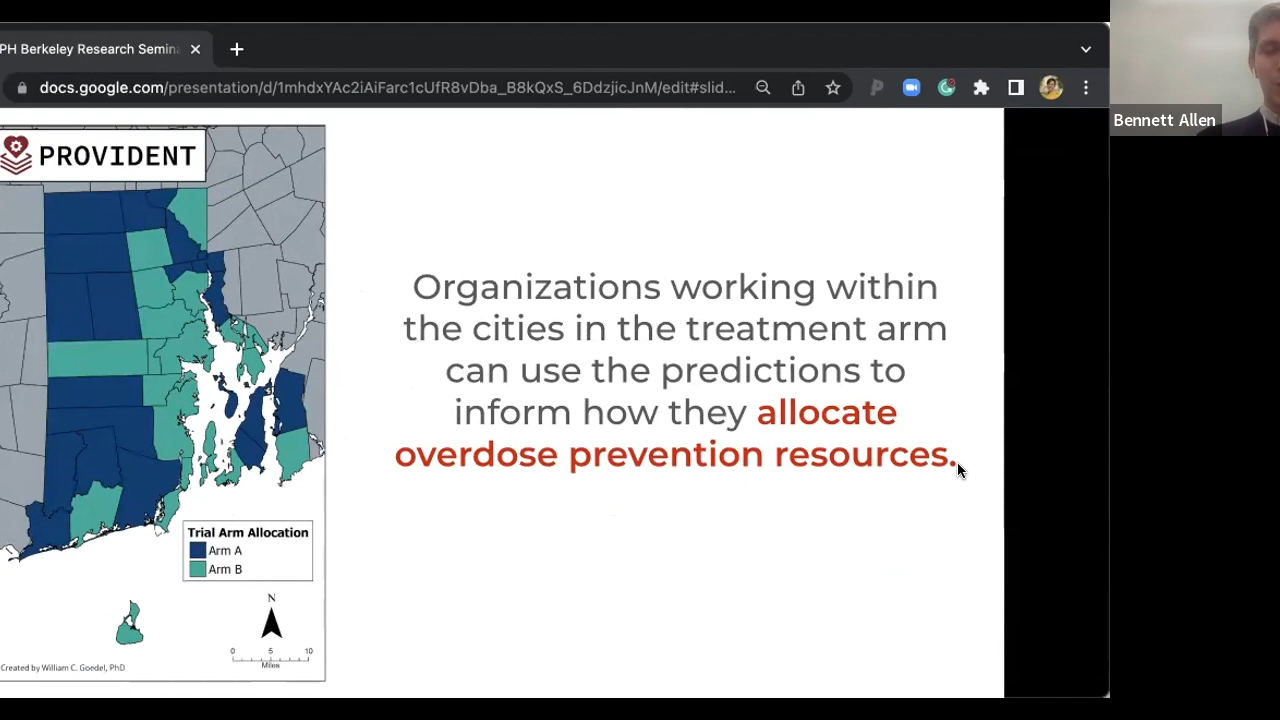 PH Berkeley Research Semin
docs.google.com/presentation/d/1mhdxYAc2iAiFarc1cUfR8vDba_B8kQxS_6DdzjicJnM/edit#slid...
Bennett Allen
PROVIDENT
Organizations working within
the cities in the treatment arm
can use the predictions to
inform how they allocate
overdose prevention resources.
Trial Arm Allocation
Arm A
Arm B
N
0 5 10
Miles
Created by William C. Goedel, PhD